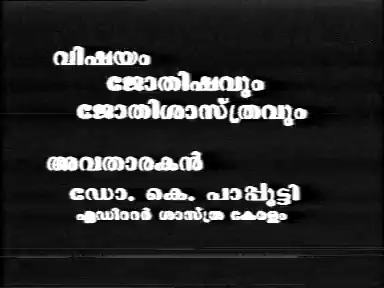 വിഷയം
ജോതിഷവും
ജോതിശാസ്ത്രവും
അവതാരകൻ
ഡോ. കെ. പാപ്പൂട്ടി
എഡിറ്റർ ശാസ്ത്ര കേരളം